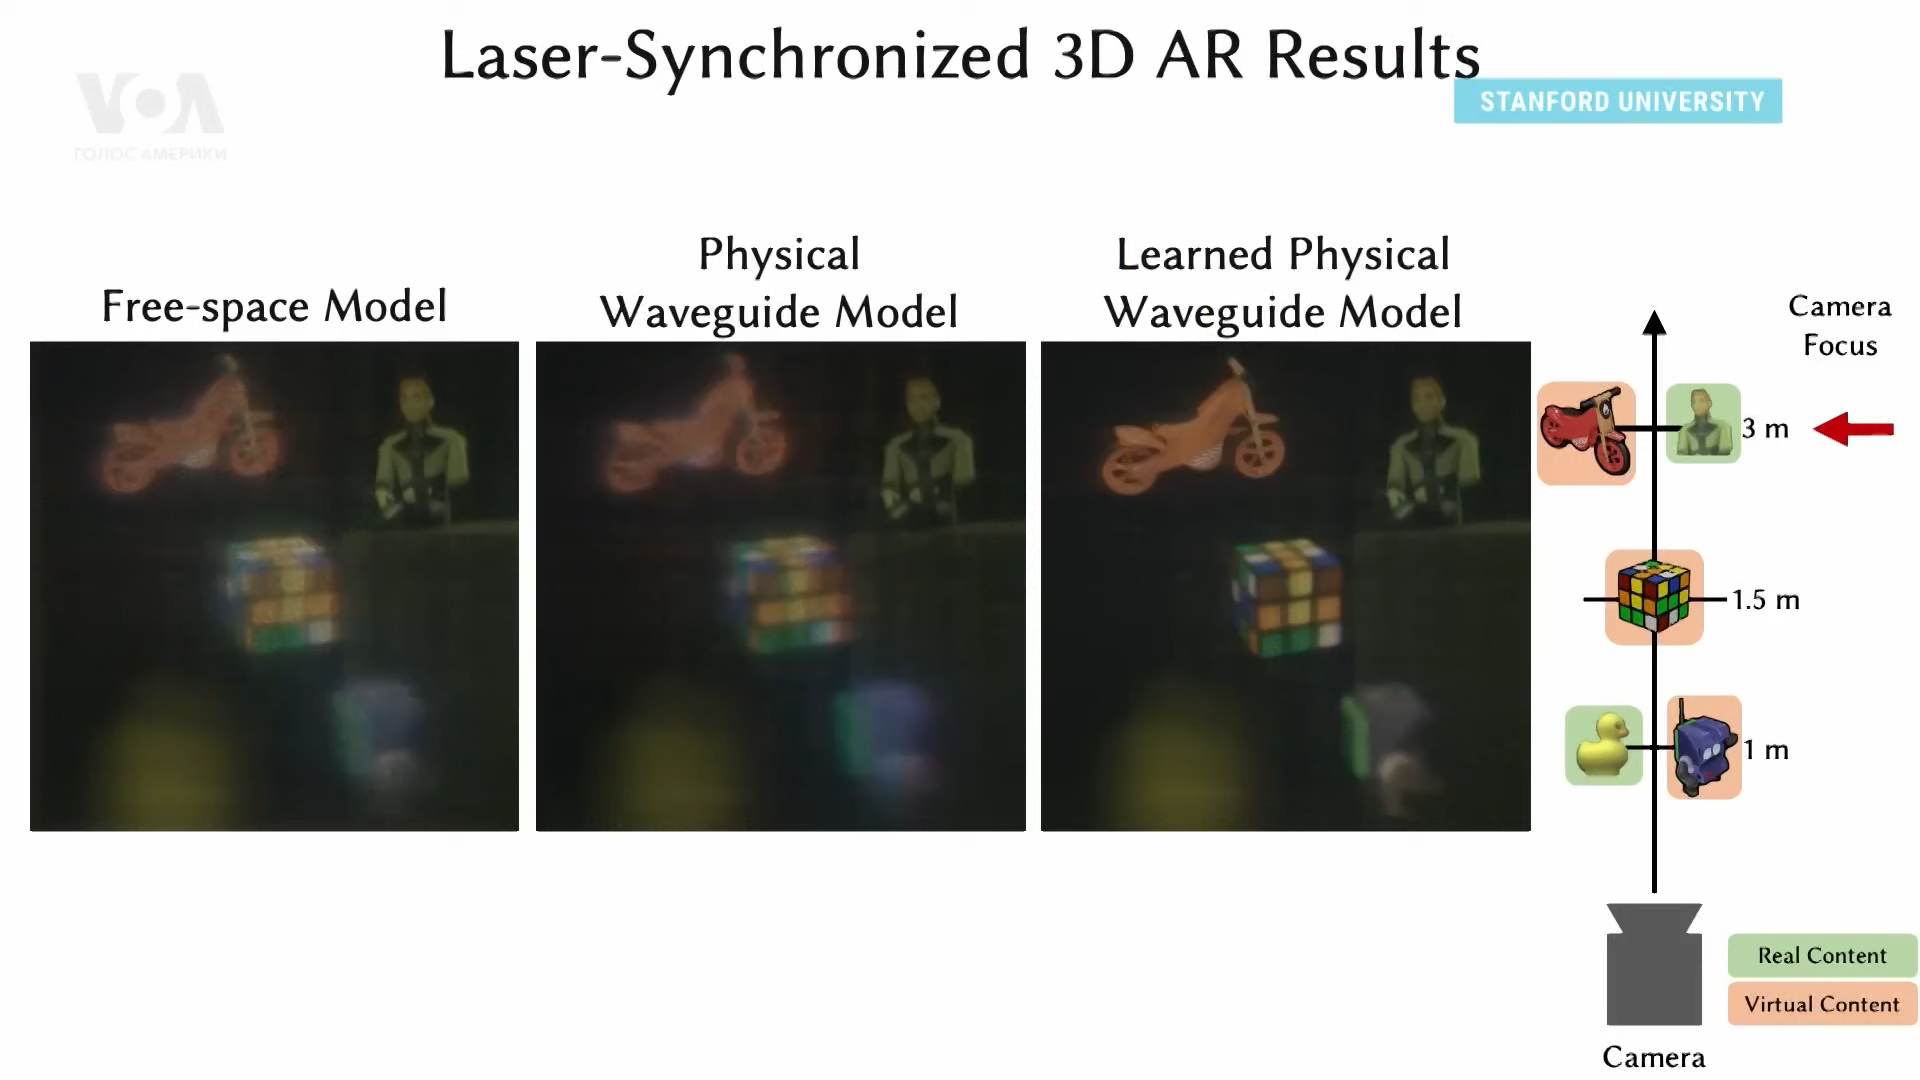 Laser-Synchronized 3D AR Results
VOA
ГОЛОС АМЕРИКИ
STANFORD UNIVERSITY
Free-space Model
Physical
Waveguide Model
Learned Physical
Waveguide Model
Camera
Focus
3 m
1.5 m
1 m
Real Content
Virtual Content
Camera